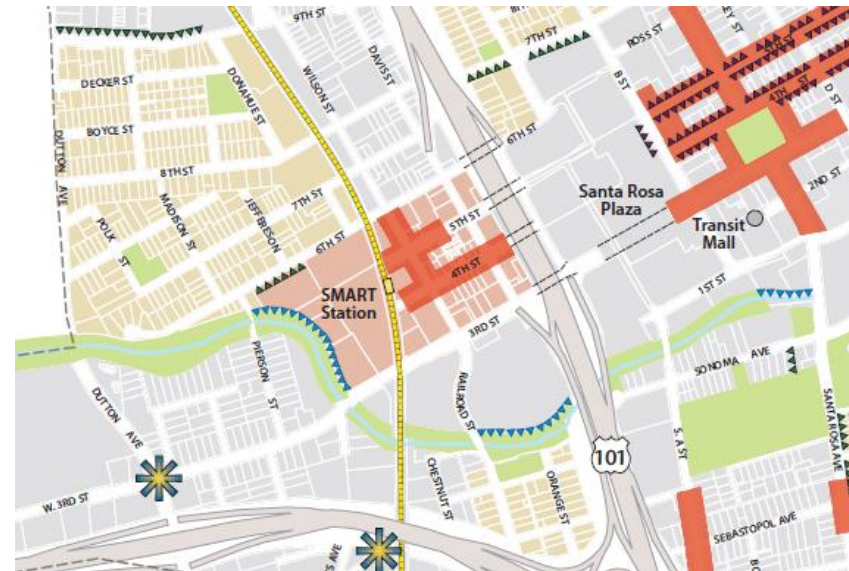 9TH ST
DECKER ST
DONAHUE ST
WILSON ST
DAVIS ST
7TH ST
ROSS ST
B ST
4TH ST
D ST
BOYCE ST
DUTTON AVE
8TH ST
6TH ST
2ND ST
Santa Rosa
Plaza
Transit
Mall
POLK ST
MADISON ST
JEFFERESON
7TH ST
6TH ST
5TH ST
4TH ST
SMART
Station
3RD ST
1ST ST
PIERSON ST
DUTTON AVE
RAILROAD ST
SONOMA AVE
S. A ST
SANTA ROSA AVE
W. 3RD ST
CHESTNUT ST
ORANGE ST
101
SEBASTOPOL AVE